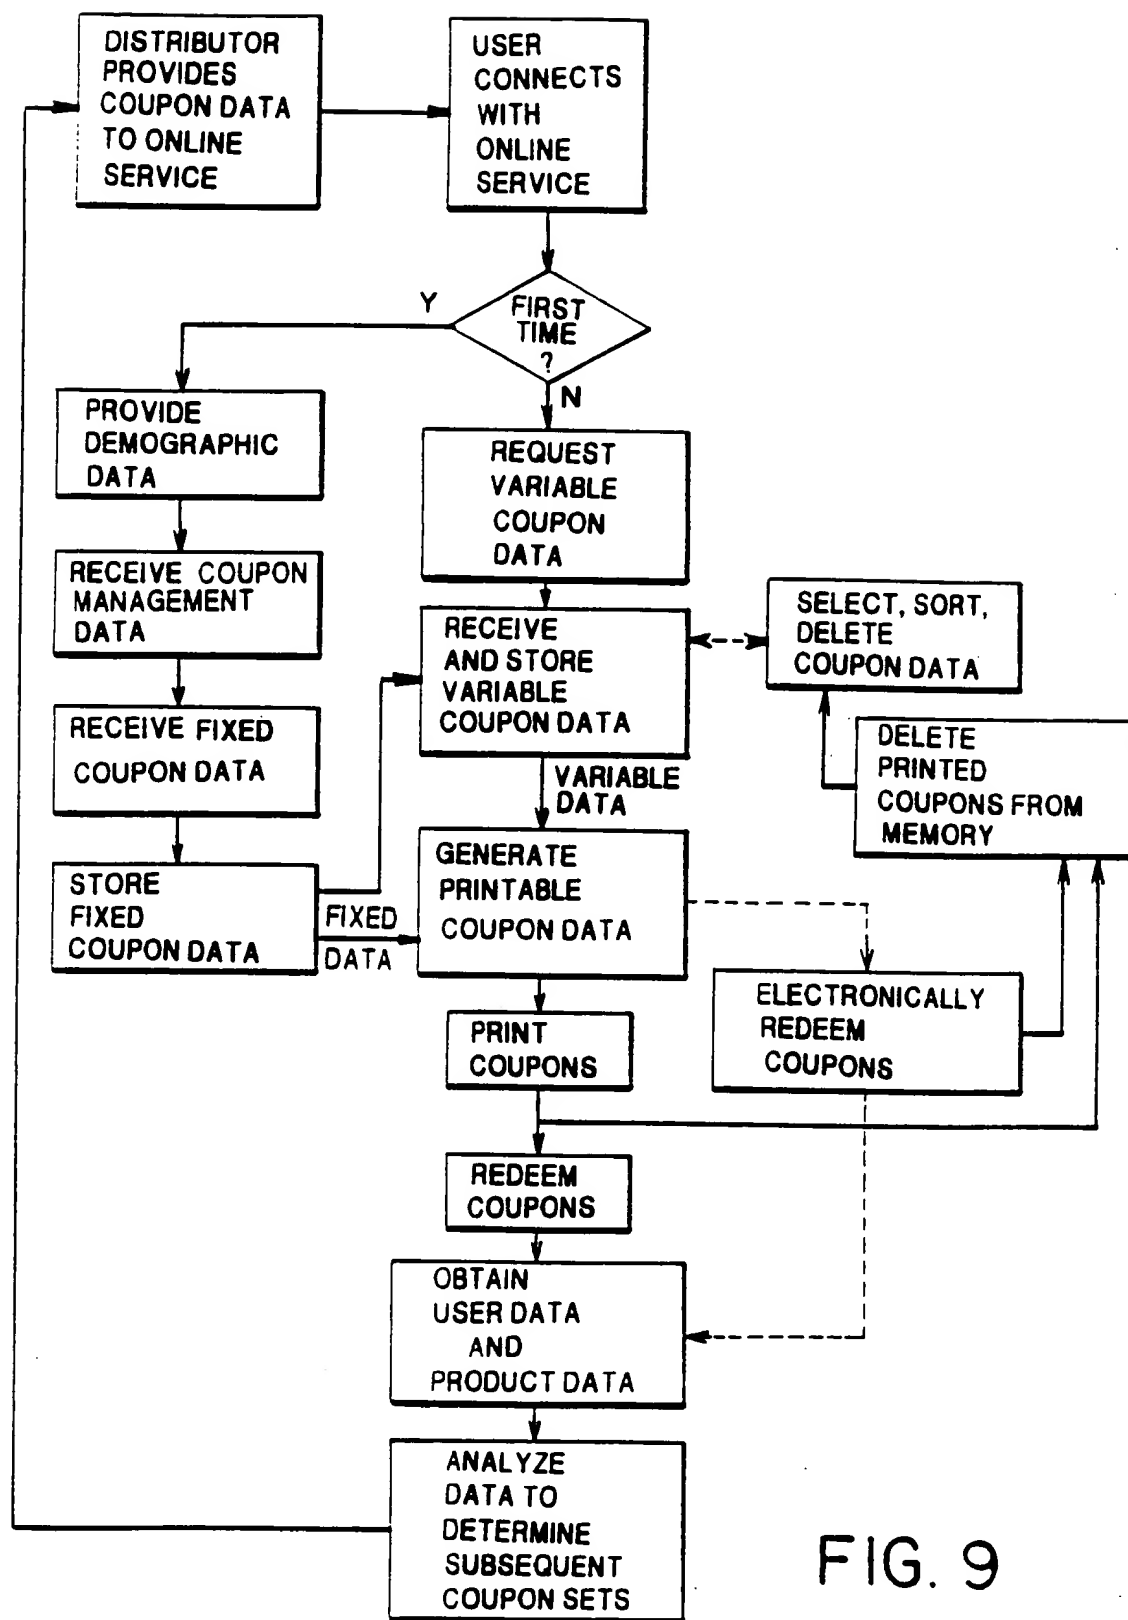 DISTRIBUTOR
PROVIDES
COUPON DATA
TO ONLINE
SERVICE
USER
CONNECTS
WITH
ONLINE
SERVICE
FIRST
TIME
?
Y
N
PROVIDE
DEMOGRAPHIC
DATA
REQUEST
VARIABLE
COUPON
DATA
RECEIVE COUPON
MANAGEMENT
DATA
RECEIVE
AND STORE
VARIABLE
COUPON DATA
SELECT, SORT,
DELETE
COUPON DATA
RECEIVE FIXED
COUPON DATA
VARIABLE
DATA
DELETE
PRINTED
COUPONS FROM
MEMORY
STORE
FIXED
COUPON DATA
FIXED
DATA
GENERATE
PRINTABLE
COUPON DATA
ELECTRONICALLY
REDEEM
COUPONS
PRINT
COUPONS
REDEEM
COUPONS
OBTAIN
USER DATA
AND
PRODUCT DATA
ANALYZE
DATA TO
DETERMINE
SUBSEQUENT
COUPON SETS
FIG. 9